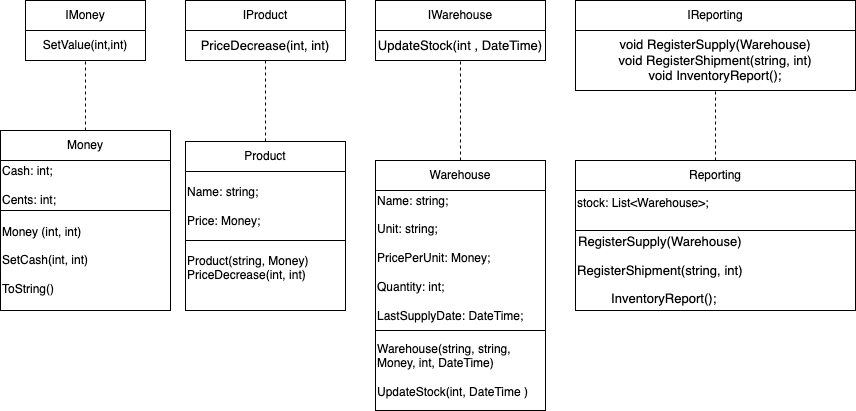 IMoney
SetValue(int,int)
IProduct
PriceDecrease(int, int)
IWarehouse
UpdateStock(int , DateTime)
IReporting
void RegisterSupply(Warehouse)
void RegisterShipment(string, int)
void InventoryReport();
Money
Cash: int;
Cents: int;
Money (int, int)
SetCash(int, int)
ToString()
Product
Name: string;
Price: Money;
Product(string, Money)
PriceDecrease(int, int)
Warehouse
Name: string;
Unit: string;
PricePerUnit: Money;
Quantity: int;
LastSupplyDate: DateTime;
Warehouse(string, string,
Money, int, DateTime)
UpdateStock(int, DateTime )
Reporting
stock: List<Warehouse>;
RegisterSupply(Warehouse)
RegisterShipment(string, int)
InventoryReport();